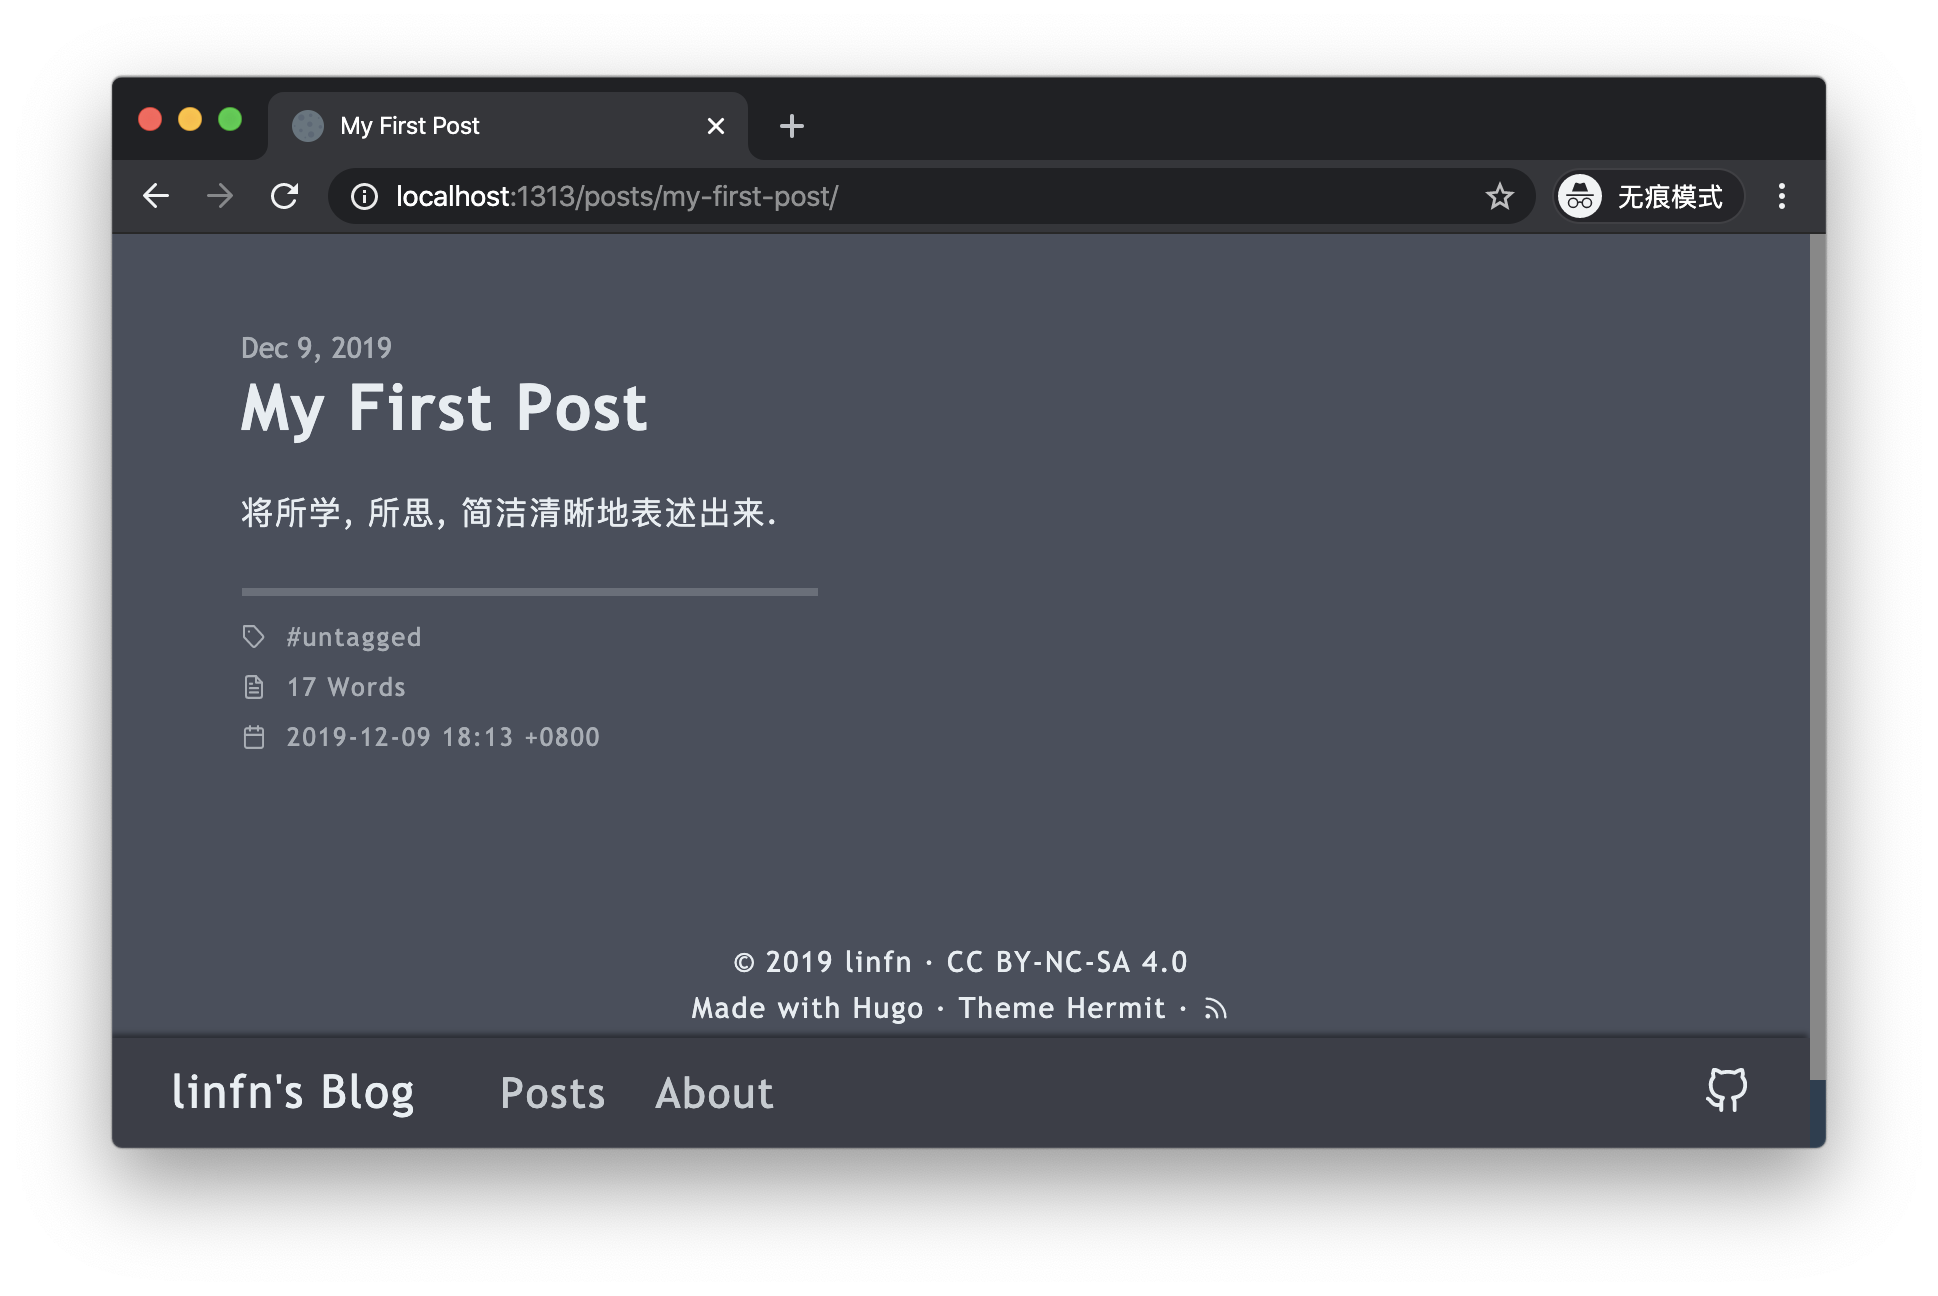 My First Post
localhost:1313/posts/my-first-post/
无痕模式
Dec 9, 2019
My First Post
将所学, 所思, 简洁清晰地表述出来.
#untagged
17 Words
2019-12-09 18:13 +0800
© 2019 linfn · CC BY-NC-SA 4.0
Made with Hugo · Theme Hermit ·
linfn's Blog Posts About